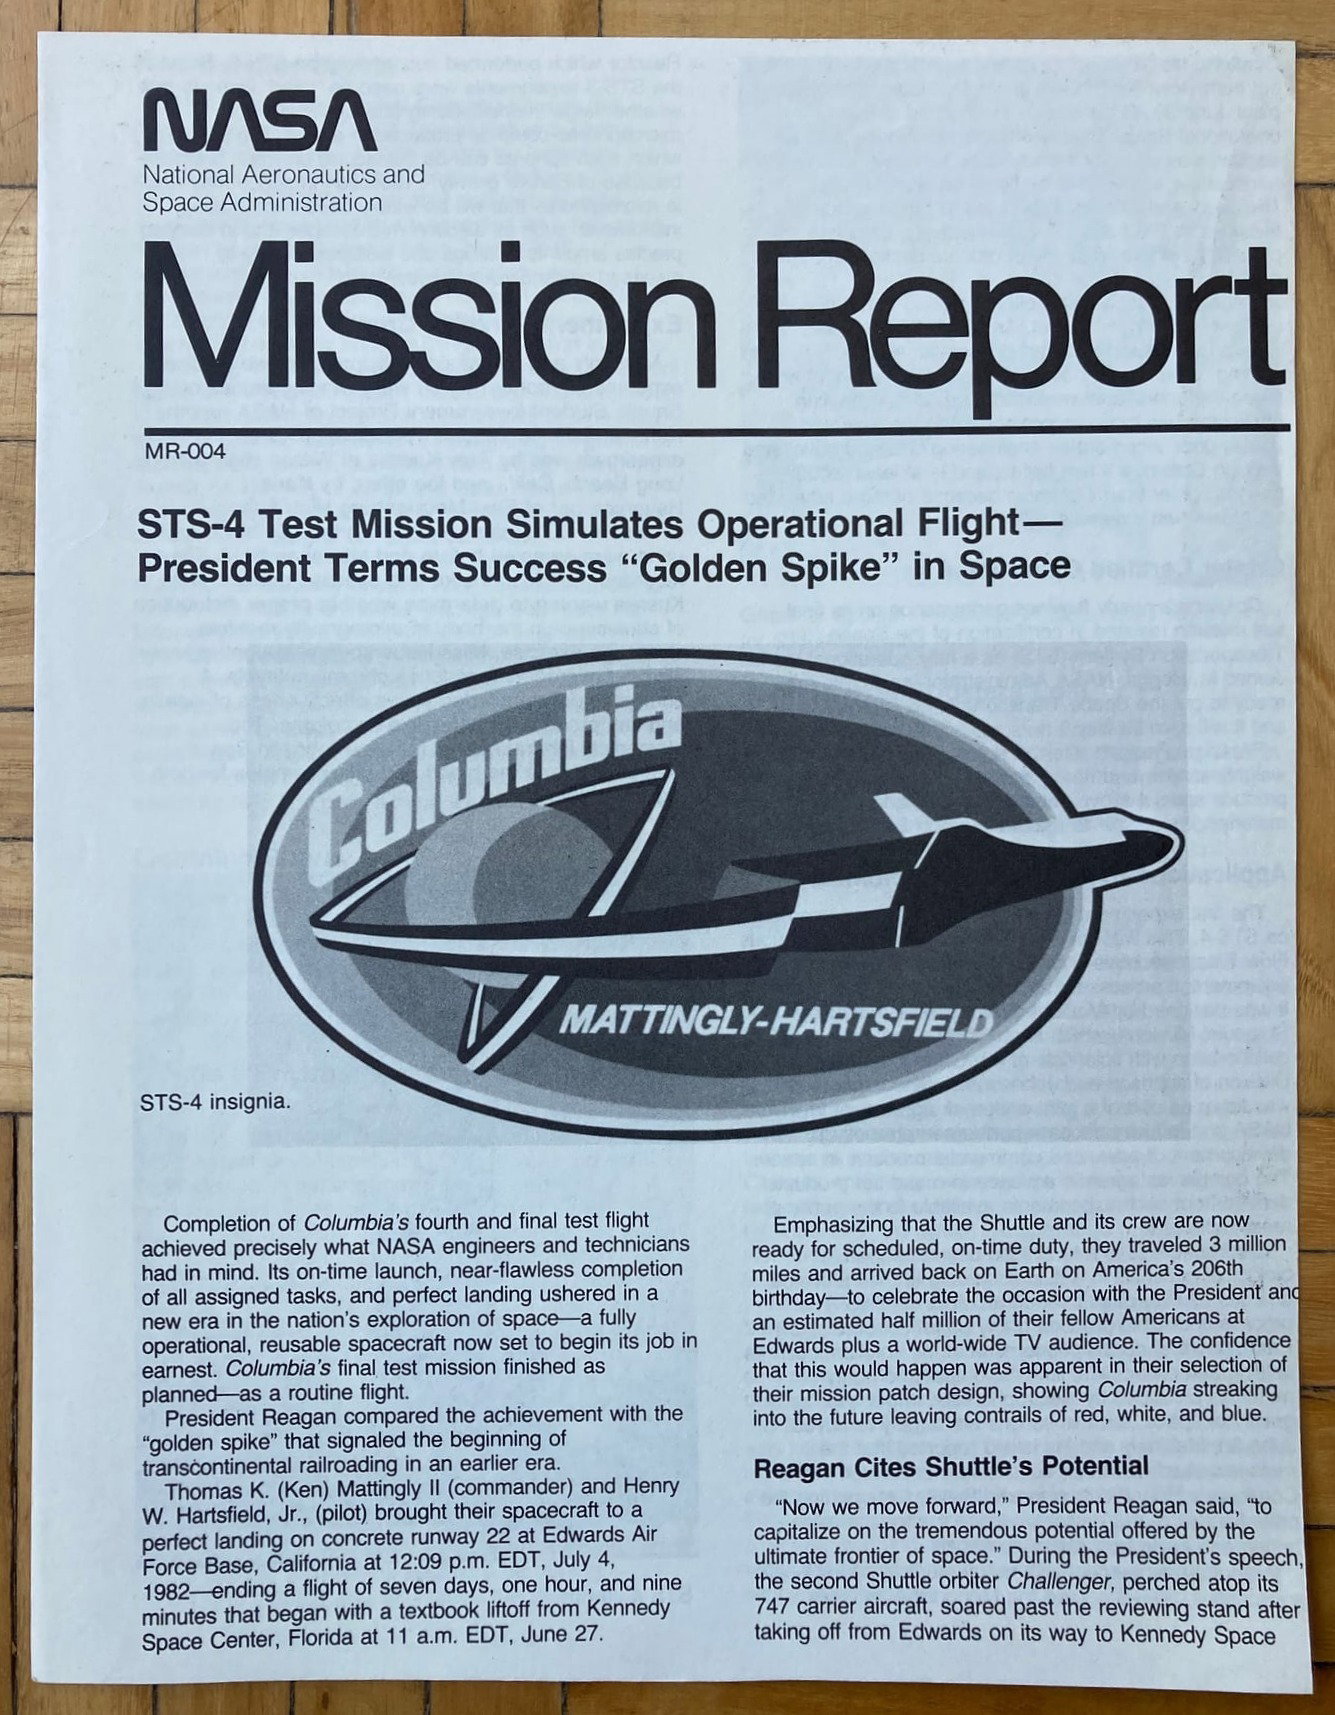 NASA
National Aeronautics and
Space Administration
Mission Report
MR-004
STS-4 Test Mission Simulates Operational Flight—
President Terms Success “Golden Spike” in Space
Columbia
MATTINGLY-HARTSFIELD
STS-4 insignia.
Completion of Columbia’s fourth and final test flight
achieved precisely what NASA engineers and technicians
had in mind. Its on-time launch, near-flawless completion
of all assigned tasks, and perfect landing ushered in a
new era in the nation’s exploration of space—a fully
operational, reusable spacecraft now set to begin its job in
earnest. Columbia’s final test mission finished as
planned—as a routine flight.
President Reagan compared the achievement with the
“golden spike” that signaled the beginning of
transcontinental railroading in an earlier era.
Thomas K. (Ken) Mattingly II (commander) and Henry
W. Hartsfield, Jr., (pilot) brought their spacecraft to a
perfect landing on concrete runway 22 at Edwards Air
Force Base, California at 12:09 p.m. EDT, July 4,
1982—ending a flight of seven days, one hour, and nine
minutes that began with a textbook liftoff from Kennedy
Space Center, Florida at 11 a.m. EDT, June 27.
Emphasizing that the Shuttle and its crew are now
ready for scheduled, on-time duty, they traveled 3 million
miles and arrived back on Earth on America’s 206th
birthday—to celebrate the occasion with the President and
an estimated half million of their fellow Americans at
Edwards plus a world-wide TV audience. The confidence
that this would happen was apparent in their selection of
their mission patch design, showing Columbia streaking
into the future leaving contrails of red, white, and blue.
Reagan Cites Shuttle’s Potential
“Now we move forward,” President Reagan said, “to
capitalize on the tremendous potential offered by the
ultimate frontier of space.” During the President’s speech,
the second Shuttle orbiter Challenger, perched atop its
747 carrier aircraft, soared past the reviewing stand after
taking off from Edwards on its way to Kennedy Space